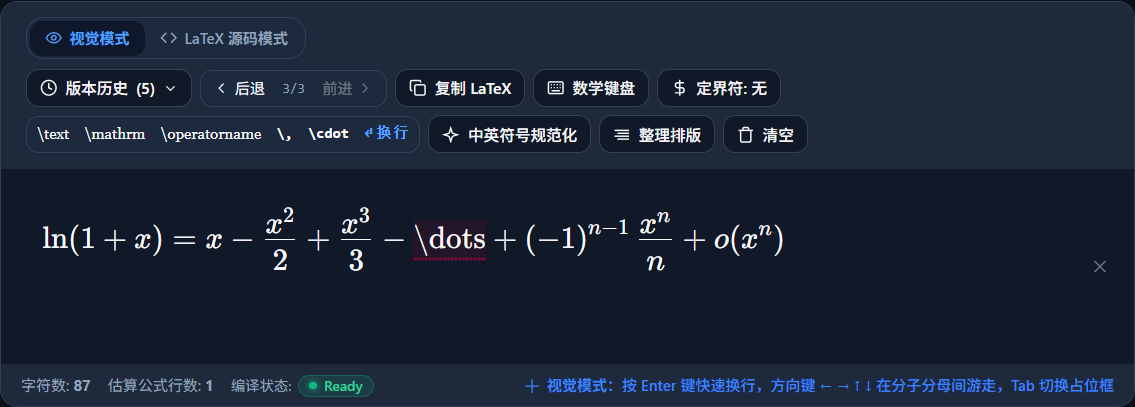 视觉模式 LaTeX 源码模式
版本历史 (5) 后退 3/3 前进 复制 LaTeX 数学键盘 $ 定界符: 无
\text \mathrm \operatorname \, \cdot ↲换行 中英符号规范化 整理排版 清空
ln(1 + x) = x − x²/2 + x³/3 − \dots + (−1)ⁿ⁻¹ xⁿ/n + o(xⁿ)
字符数: 87 估算公式行数: 1 编译状态: Ready 视觉模式：按 Enter 键快速换行，方向键 ←→↑↓ 在分子分母间游走，Tab 切换占位框